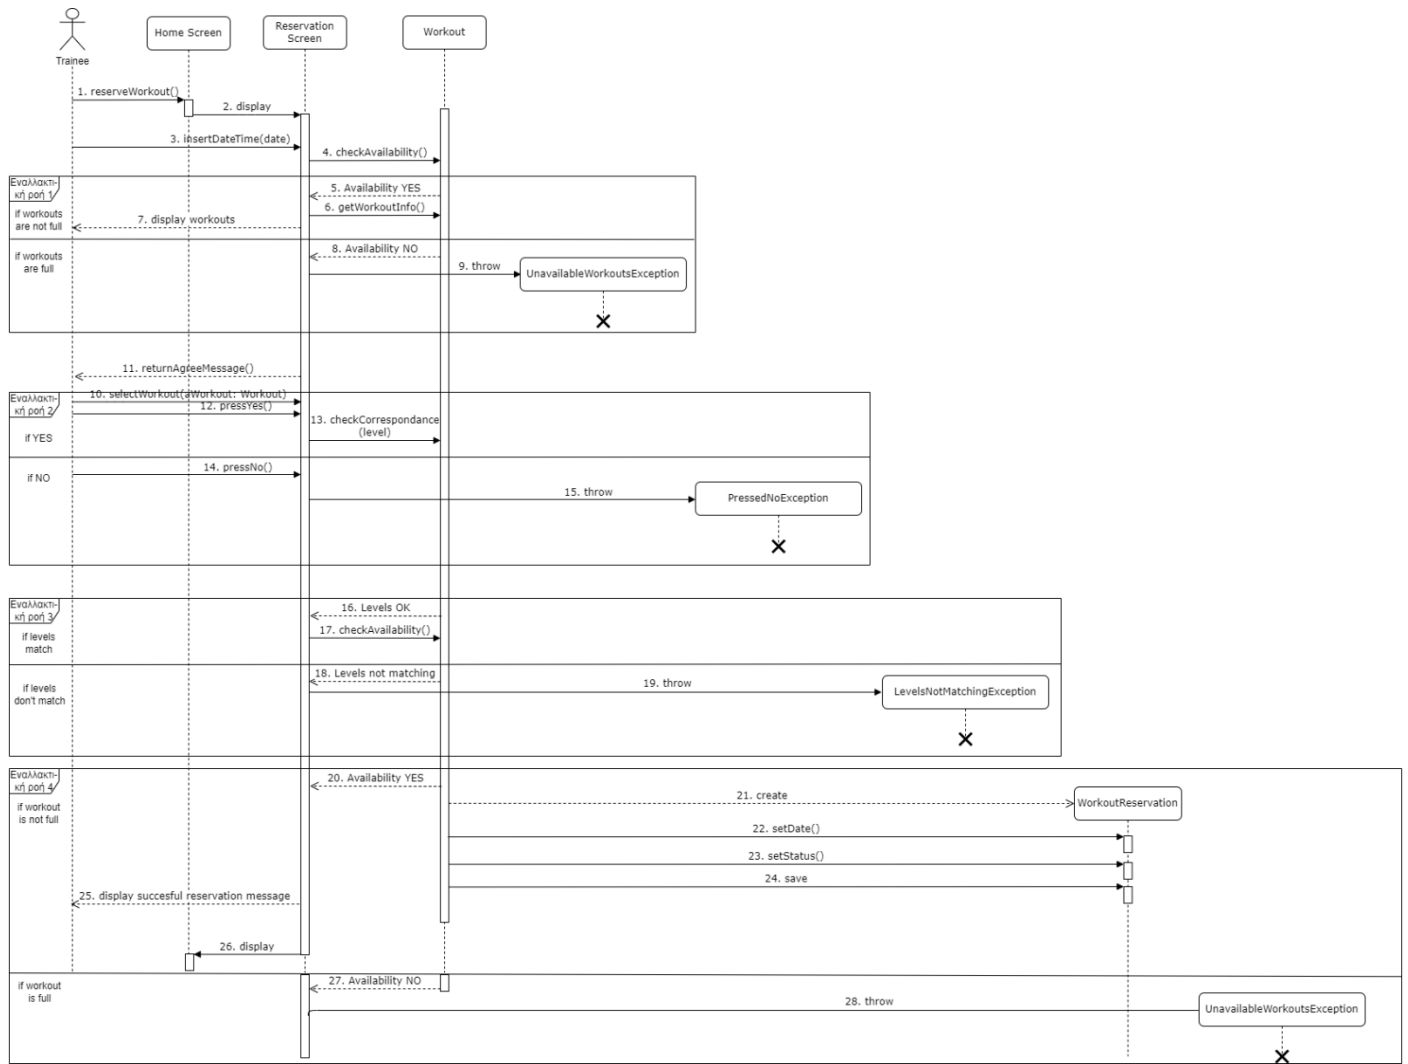 Trainee
Home Screen
Reservation
Screen
Workout
1. reserveWorkout()
2. display
3. insertDateTime(date)
4. checkAvailability()
Εναλλακτι-
κή ροή 1
if workouts
are not full
5. Availability YES
6. getWorkoutInfo()
7. display workouts
if workouts
are full
8. Availability NO
9. throw
UnavailableWorkoutsException
11. returnAgreeMessage()
Εναλλακτι-
κή ροή 2
10. selectWorkout(aWorkout: Workout)
12. pressYes()
if YES
13. checkCorrespondance
(level)
if NO
14. pressNo()
15. throw
PressedNoException
Εναλλακτι-
κή ροή 3
if levels
match
16. Levels OK
17. checkAvailability()
if levels
don't match
18. Levels not matching
19. throw
LevelsNotMatchingException
Εναλλακτι-
κή ροή 4
if workout
is not full
20. Availability YES
21. create
WorkoutReservation
22. setDate()
23. setStatus()
24. save
25. display succesful reservation message
26. display
if workout
is full
27. Availability NO
28. throw
UnavailableWorkoutsException